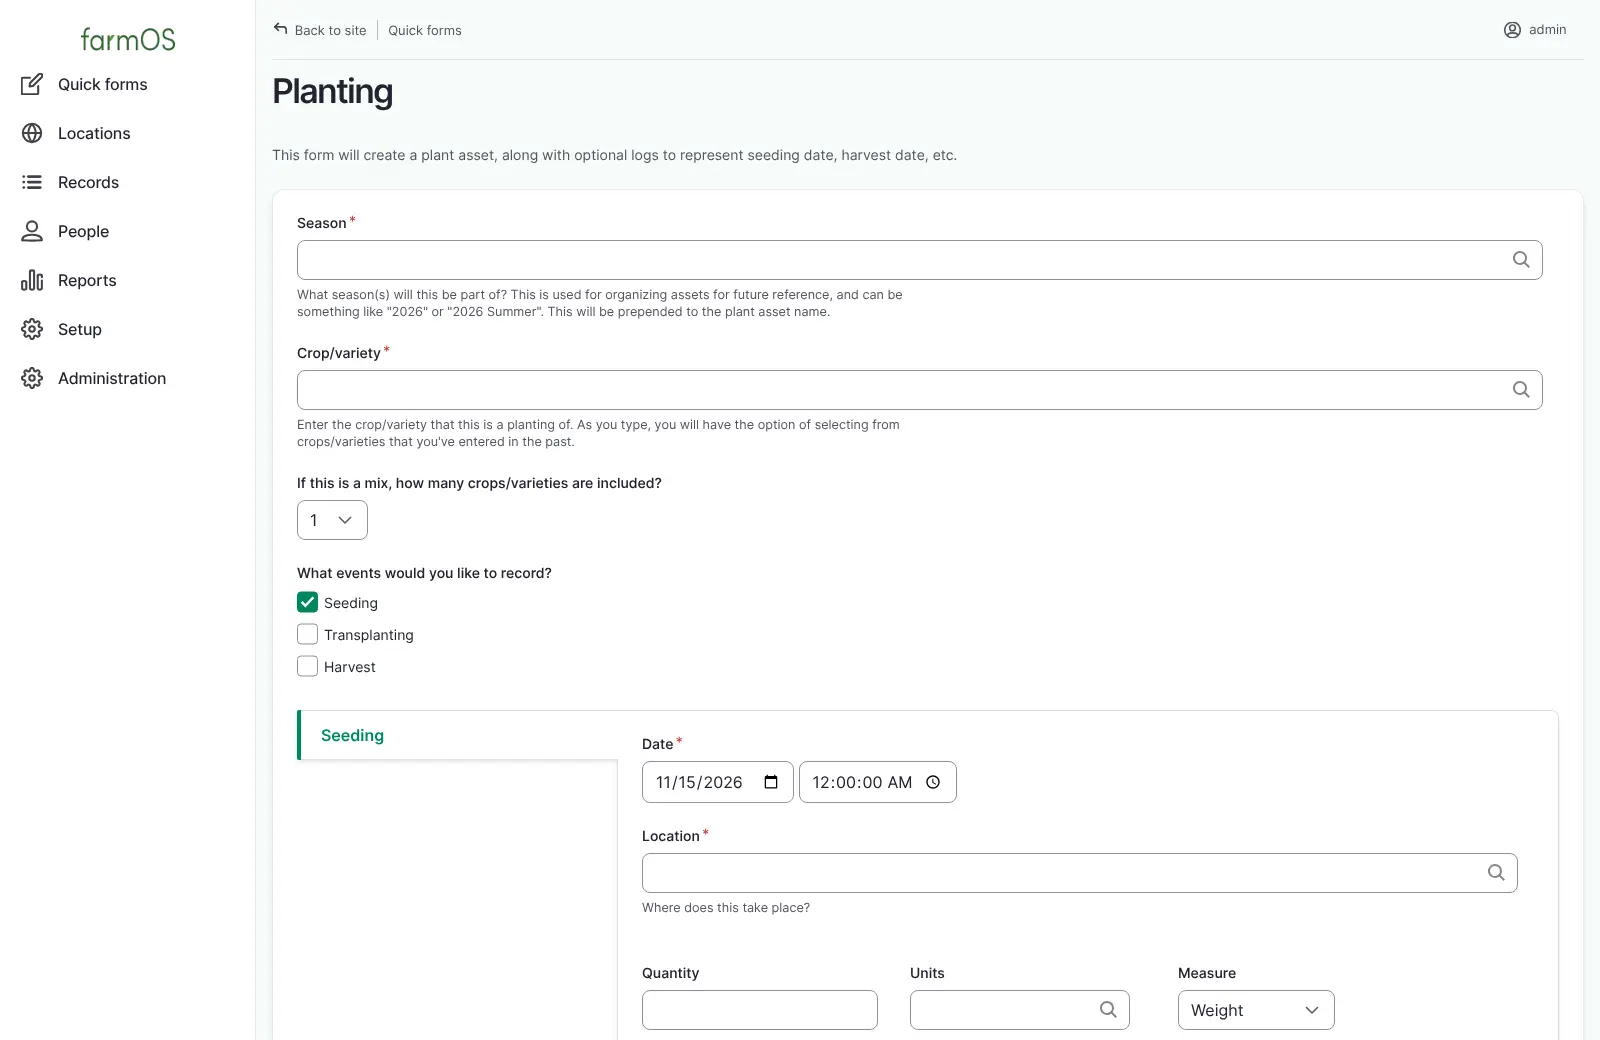 farmOS
Quick forms
Locations
Records
People
Reports
Setup
Administration
Back to site
Quick forms
admin
Planting
This form will create a plant asset, along with optional logs to represent seeding date, harvest date, etc.
Season*
What season(s) will this be part of? This is used for organizing assets for future reference, and can be
something like "2026" or "2026 Summer". This will be prepended to the plant asset name.
Crop/variety*
Enter the crop/variety that this is a planting of. As you type, you will have the option of selecting from
crops/varieties that you've entered in the past.
If this is a mix, how many crops/varieties are included?
1
What events would you like to record?
Seeding
Transplanting
Harvest
Seeding
Date*
11/15/2026
12:00:00 AM
Location*
Where does this take place?
Quantity
Units
Measure
Weight